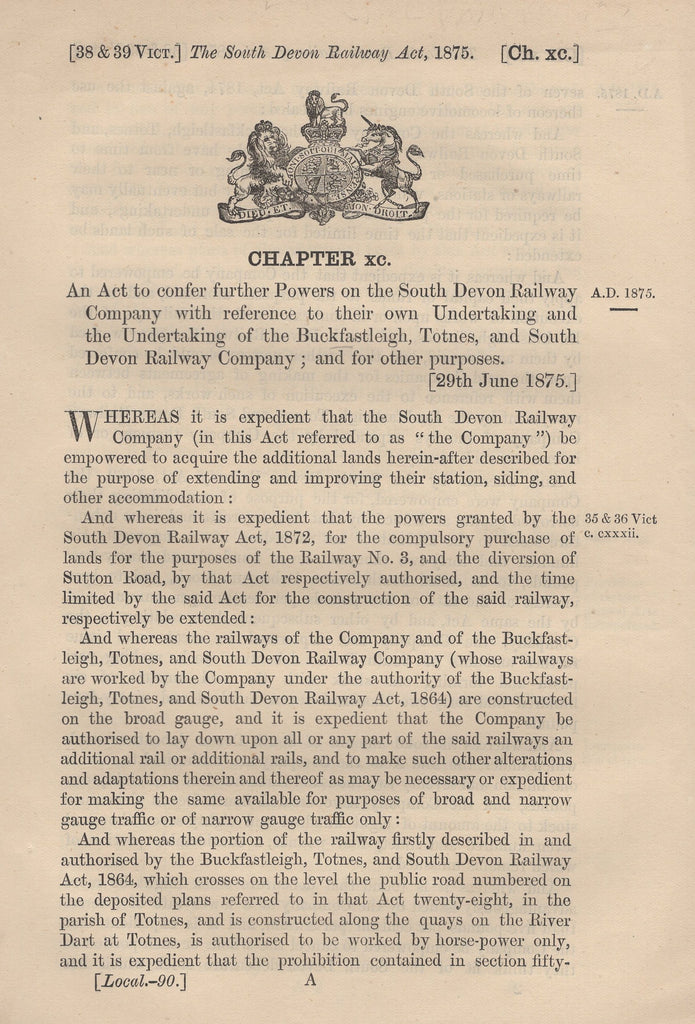 [38 & 39 VICT.] The South Devon Railway Act, 1875. [Ch. xc.]
DIEU ET MON DROIT
CHAPTER xc.
An Act to confer further Powers on the South Devon Railway
A.D. 1875.
Company with reference to their own Undertaking and
the Undertaking of the Buckfastleigh, Totnes, and South
Devon Railway Company ; and for other purposes.
[29th June 1875.]
WHEREAS it is expedient that the South Devon Railway
Company (in this Act referred to as “the Company”) be
empowered to acquire the additional lands herein-after described for
the purpose of extending and improving their station, siding, and
other accommodation :
And whereas it is expedient that the powers granted by the
35 & 36 Vict
South Devon Railway Act, 1872, for the compulsory purchase of
c. cxxxii.
lands for the purposes of the Railway No. 3, and the diversion of
Sutton Road, by that Act respectively authorised, and the time
limited by the said Act for the construction of the said railway,
respectively be extended :
And whereas the railways of the Company and of the Buckfast-
leigh, Totnes, and South Devon Railway Company (whose railways
are worked by the Company under the authority of the Buckfast-
leigh, Totnes, and South Devon Railway Act, 1864) are constructed
on the broad gauge, and it is expedient that the Company be
authorised to lay down upon all or any part of the said railways an
additional rail or additional rails, and to make such other alterations
and adaptations therein and thereof as may be necessary or expedient
for making the same available for purposes of broad and narrow
gauge traffic or of narrow gauge traffic only :
And whereas the portion of the railway firstly described in and
authorised by the Buckfastleigh, Totnes, and South Devon Railway
Act, 1864, which crosses on the level the public road numbered on
the deposited plans referred to in that Act twenty-eight, in the
parish of Totnes, and is constructed along the quays on the River
Dart at Totnes, is authorised to be worked by horse-power only,
and it is expedient that the prohibition contained in section fifty-
[Local.-90.] A